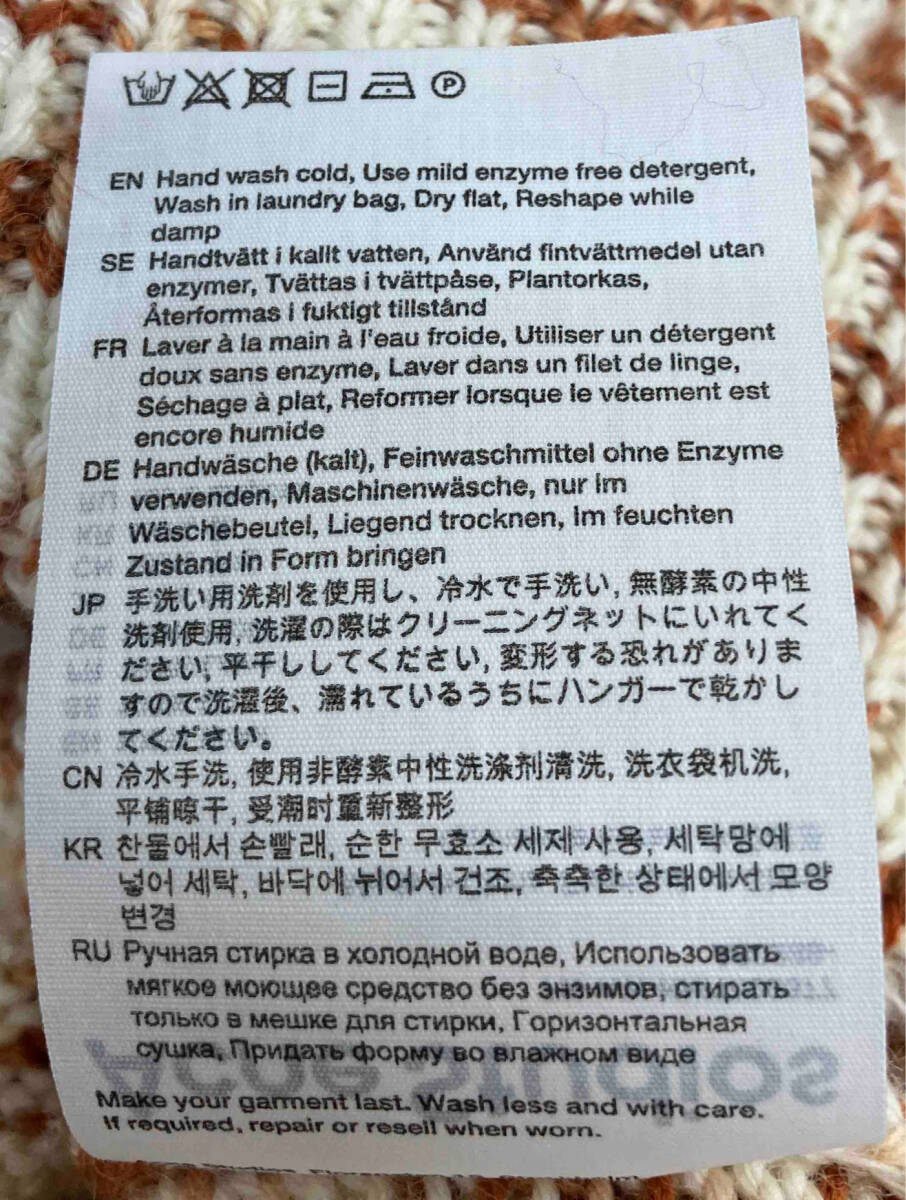 EN Hand wash cold, Use mild enzyme free detergent,
Wash in laundry bag, Dry flat, Reshape while
damp
SE Handtvätt i kallt vatten, Använd fintvättmedel utan
enzymer, Tvättas i tvättpåse, Plantorkas,
Återformas i fuktigt tillstånd
FR Laver à la main à l'eau froide, Utiliser un détergent
doux sans enzyme, Laver dans un filet de linge,
Séchage à plat, Reformer lorsque le vêtement est
encore humide
DE Handwäsche (kalt), Feinwaschmittel ohne Enzyme
verwenden, Maschinenwäsche, nur im
Wäschebeutel, Liegend trocknen, Im feuchten
Zustand in Form bringen
JP 手洗い用洗剤を使用し、冷水で手洗い, 無酵素の中性
洗剤使用, 洗濯の際はクリーニングネットにいれてく
ださい, 平干ししてください, 変形する恐れがありま
すので洗濯後、濡れているうちにハンガーで乾かし
てください。
CN 冷水手洗, 使用非酵素中性洗涤剂清洗, 洗衣袋机洗,
平铺晾干, 受潮时重新整形
KR 찬물에서 손빨래, 순한 무효소 세제 사용, 세탁망에
넣어 세탁, 바닥에 뉘어서 건조, 축축한 상태에서 모양
변경
RU Ручная стирка в холодной воде, Использовать
мягкое моющее средство без энзимов, стирать
только в мешке для стирки, Горизонтальная
сушка, Придать форму во влажном виде
Make your garment last. Wash less and with care.
If required, repair or resell when worn.
Acne Studios